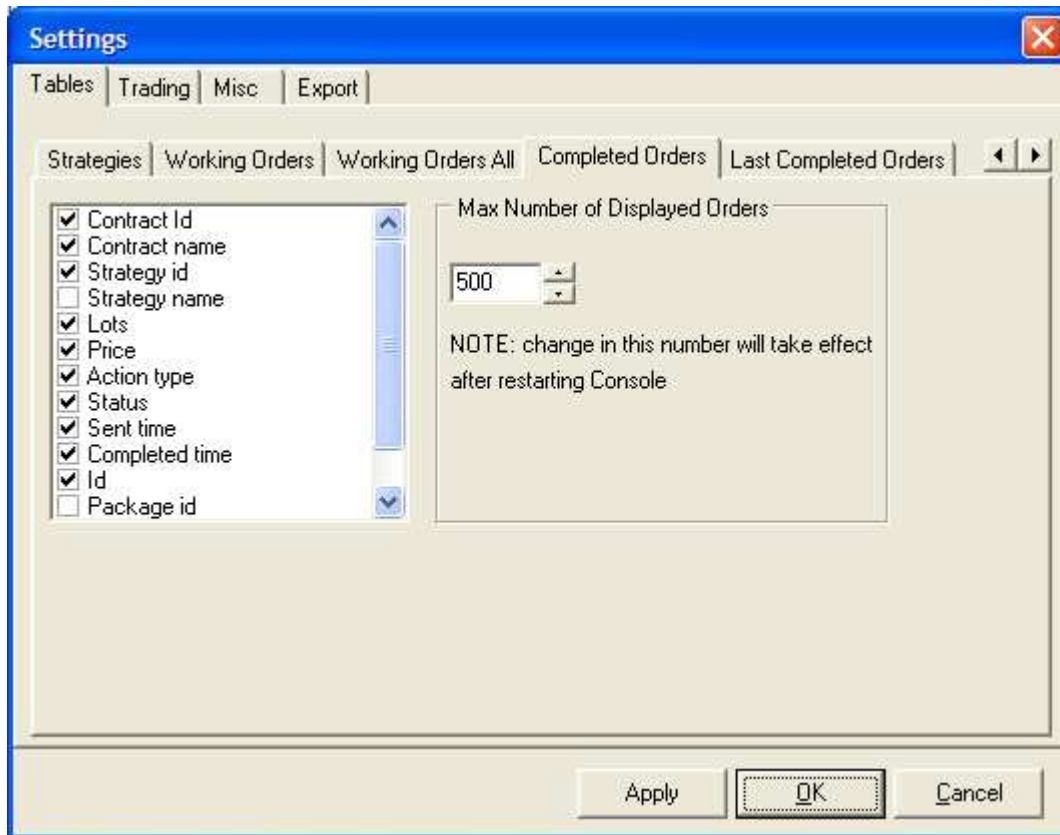 Settings
Tables Trading Misc Export
Strategies Working Orders Working Orders All Completed Orders Last Completed Orders
Contract Id
Contract name
Strategy id
Strategy name
Lots
Price
Action type
Status
Sent time
Completed time
Id
Package id
Max Number of Displayed Orders
500
NOTE: change in this number will take effect
after restarting Console
Apply OK Cancel